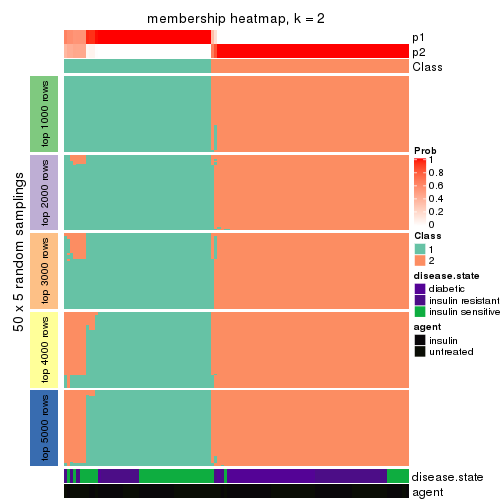 membership heatmap, k = 2
p1
p2
Class
50 x 5 random samplings
top 1000 rows
top 2000 rows
top 3000 rows
top 4000 rows
top 5000 rows
disease.state
agent
Prob
1
0.8
0.6
0.4
0.2
0
Class
1
2
disease.state
diabetic
insulin resistant
insulin sensitive
agent
insulin
untreated